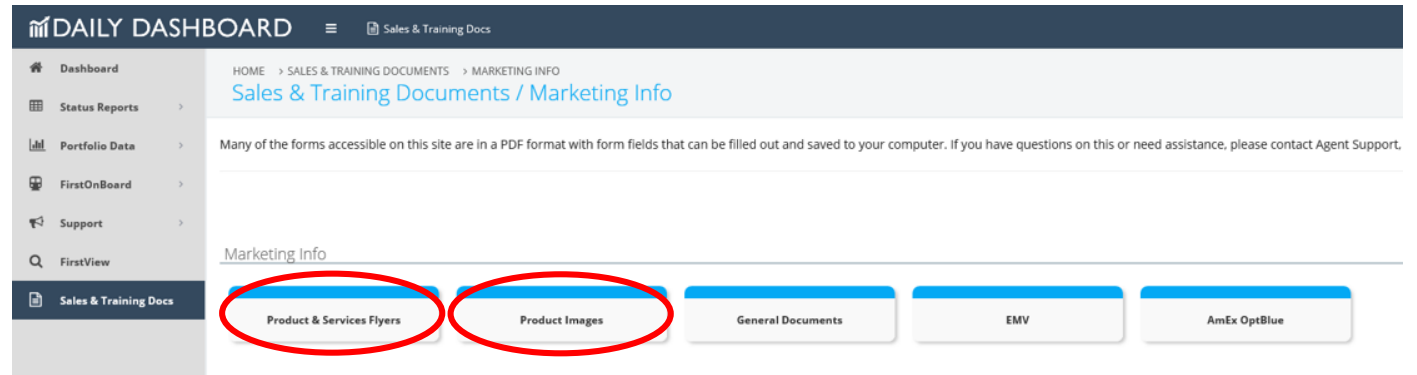 DAILY DASHBOARD
Sales & Training Docs
Dashboard
Status Reports >
Portfolio Data >
FirstOnBoard >
Support >
FirstView
Sales & Training Docs
HOME > SALES & TRAINING DOCUMENTS > MARKETING INFO
Sales & Training Documents / Marketing Info
Many of the forms accessible on this site are in a PDF format with form fields that can be filled out and saved to your computer. If you have questions on this or need assistance, please contact Agent Support,
Marketing Info
Product & Services Flyers
Product Images
General Documents
EMV
AmEx OptBlue